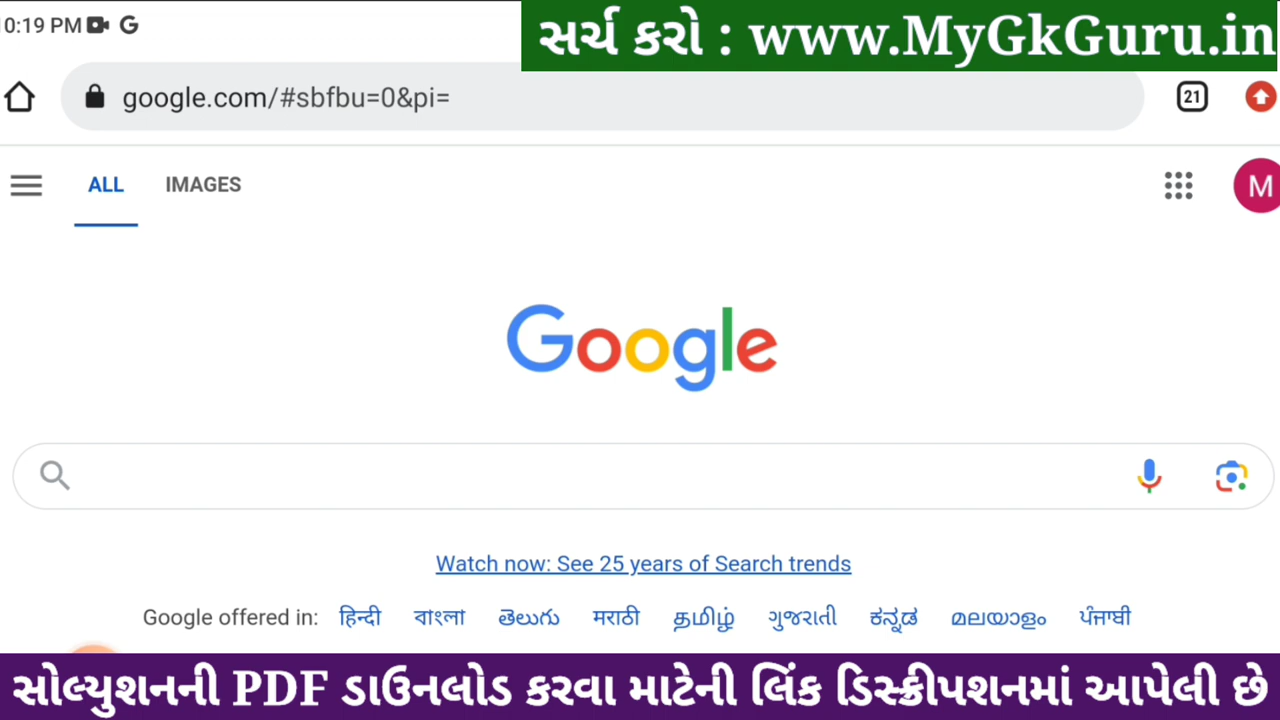 0:19 PM G
સર્ચ કરો : www.MyGkGuru.in
google.com/#sbfbu=0&pi=
21
ALL IMAGES
M
Google
Watch now: See 25 years of Search trends
Google offered in: हिन्दी বাংলা తెలుగు मराठी தமிழ் ગુજરાતી ಕನ್ನಡ മലയാളം ਪੰਜਾਬੀ
સોલ્યુશનની PDF ડાઉનલોડ કરવા માટેની લિંક ડિસ્ક્રીપશનમાં આપેલી છે